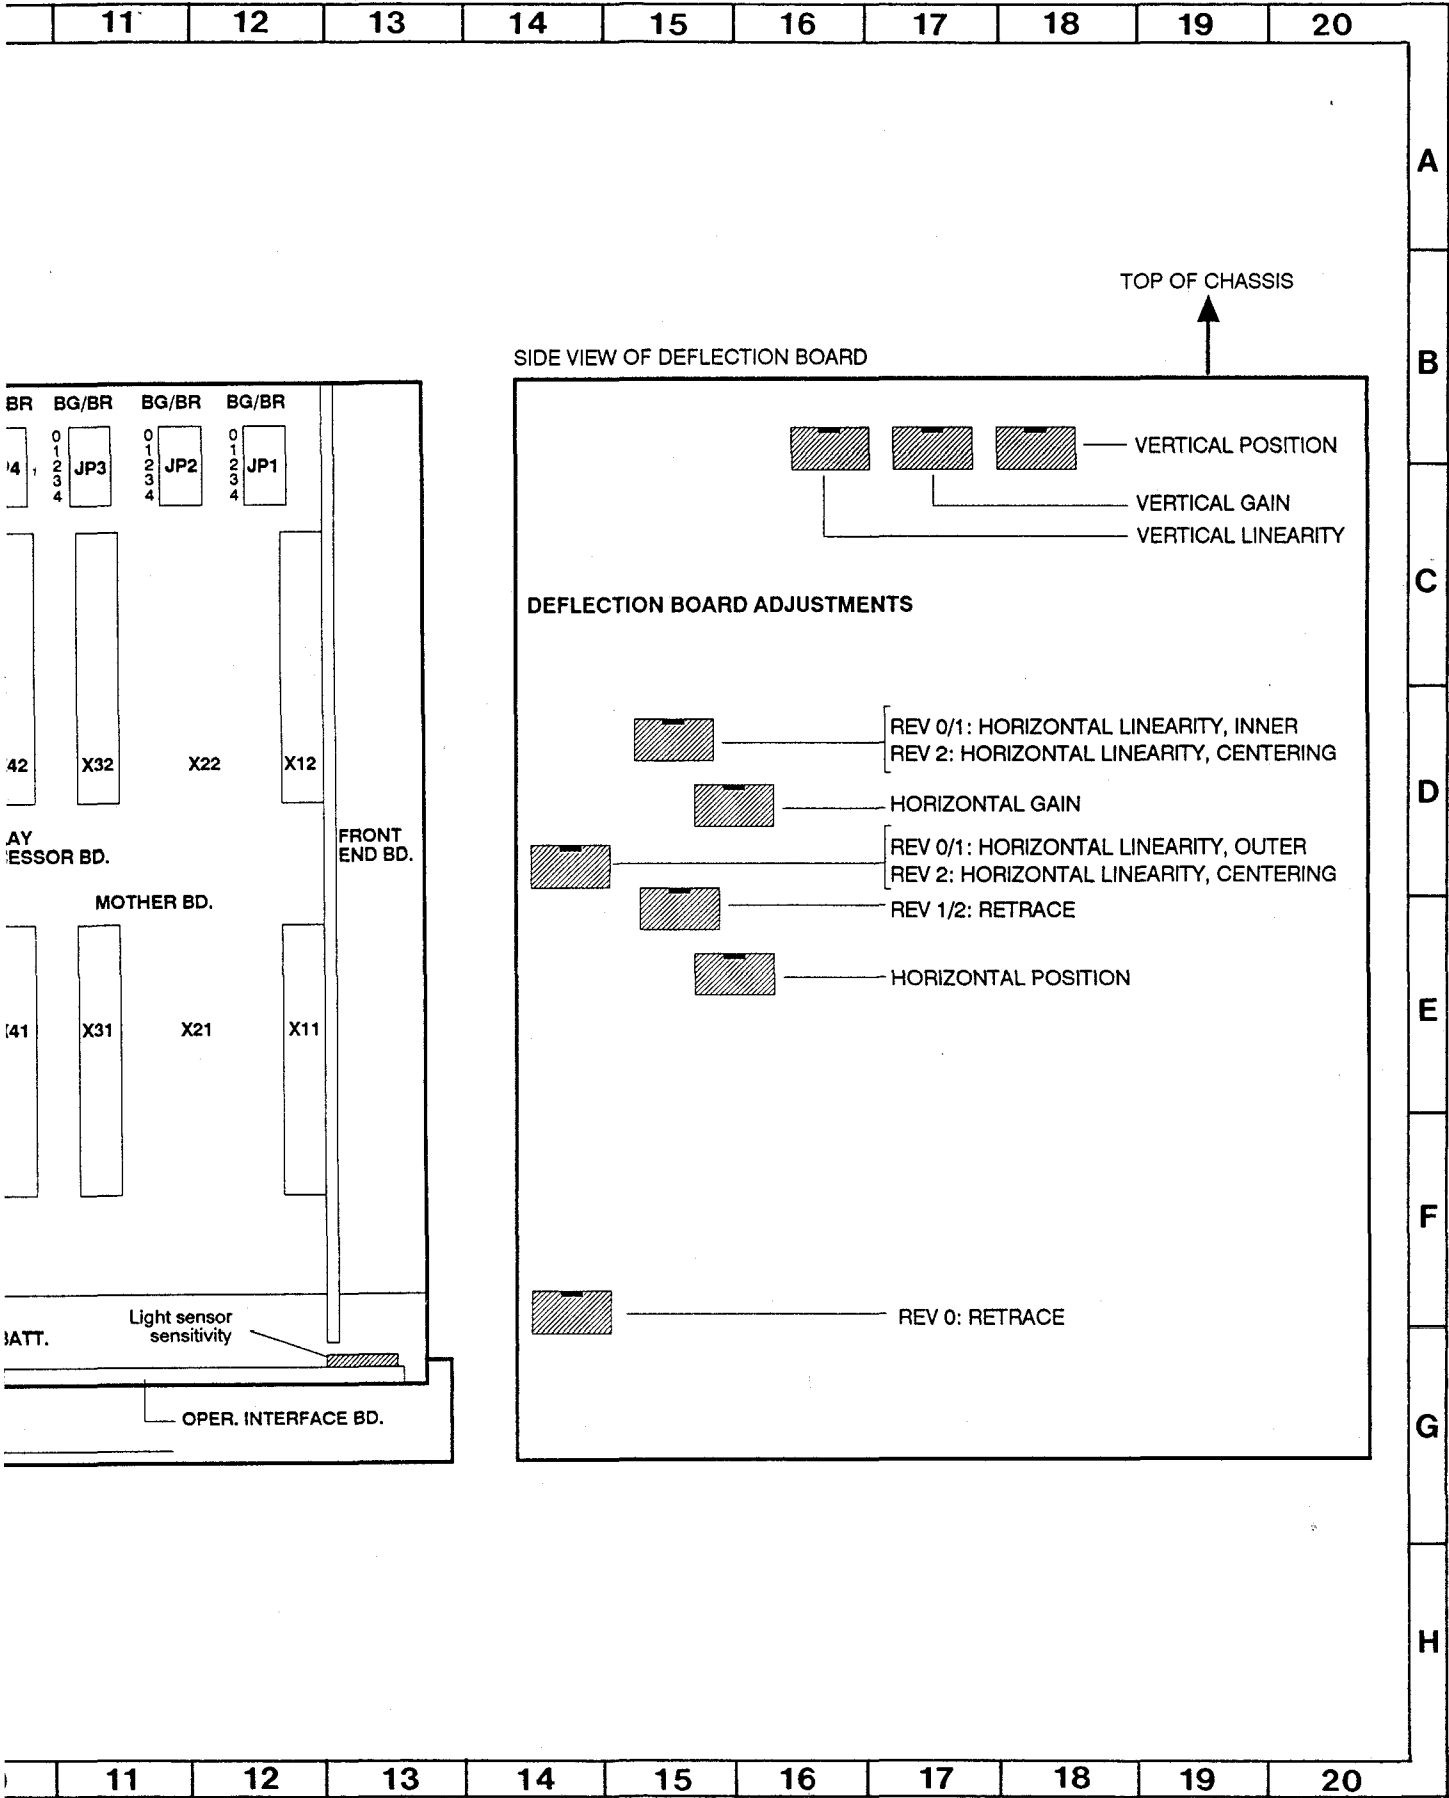 11 12 13 14 15 16 17 18 19 20
A
B
C
D
E
F
G
H
TOP OF CHASSIS
SIDE VIEW OF DEFLECTION BOARD
VERTICAL POSITION
VERTICAL GAIN
VERTICAL LINEARITY
DEFLECTION BOARD ADJUSTMENTS
REV 0/1: HORIZONTAL LINEARITY, INNER
REV 2: HORIZONTAL LINEARITY, CENTERING
HORIZONTAL GAIN
REV 0/1: HORIZONTAL LINEARITY, OUTER
REV 2: HORIZONTAL LINEARITY, CENTERING
REV 1/2: RETRACE
HORIZONTAL POSITION
REV 0: RETRACE
BR BG/BR BG/BR BG/BR
0 0 0
1 1 1
2 2 2
3 3 3
4 4 4
P4 JP3 JP2 JP1
42 X32 X22 X12
AY
ESSOR BD.
FRONT
END BD.
MOTHER BD.
41 X31 X21 X11
Light sensor
sensitivity
BATT.
OPER. INTERFACE BD.
11 12 13 14 15 16 17 18 19 20